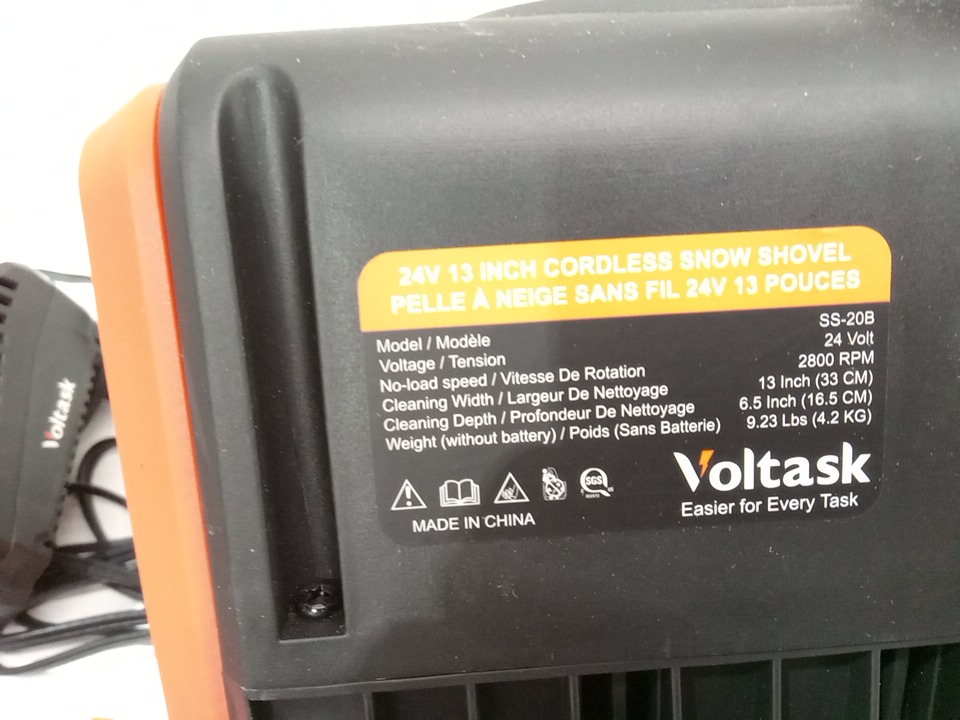 24V 13 INCH CORDLESS SNOW SHOVEL
PELLE À NEIGE SANS FIL 24V 13 POUCES
Model / Modèle SS-20B
Voltage / Tension 24 Volt
No-load speed / Vitesse De Rotation 2800 RPM
Cleaning Width / Largeur De Nettoyage 13 Inch (33 CM)
Cleaning Depth / Profondeur De Nettoyage 6.5 Inch (16.5 CM)
Weight (without battery) / Poids (Sans Batterie) 9.23 Lbs (4.2 KG)
SGS
Voltask
MADE IN CHINA
Easier for Every Task
Voltask